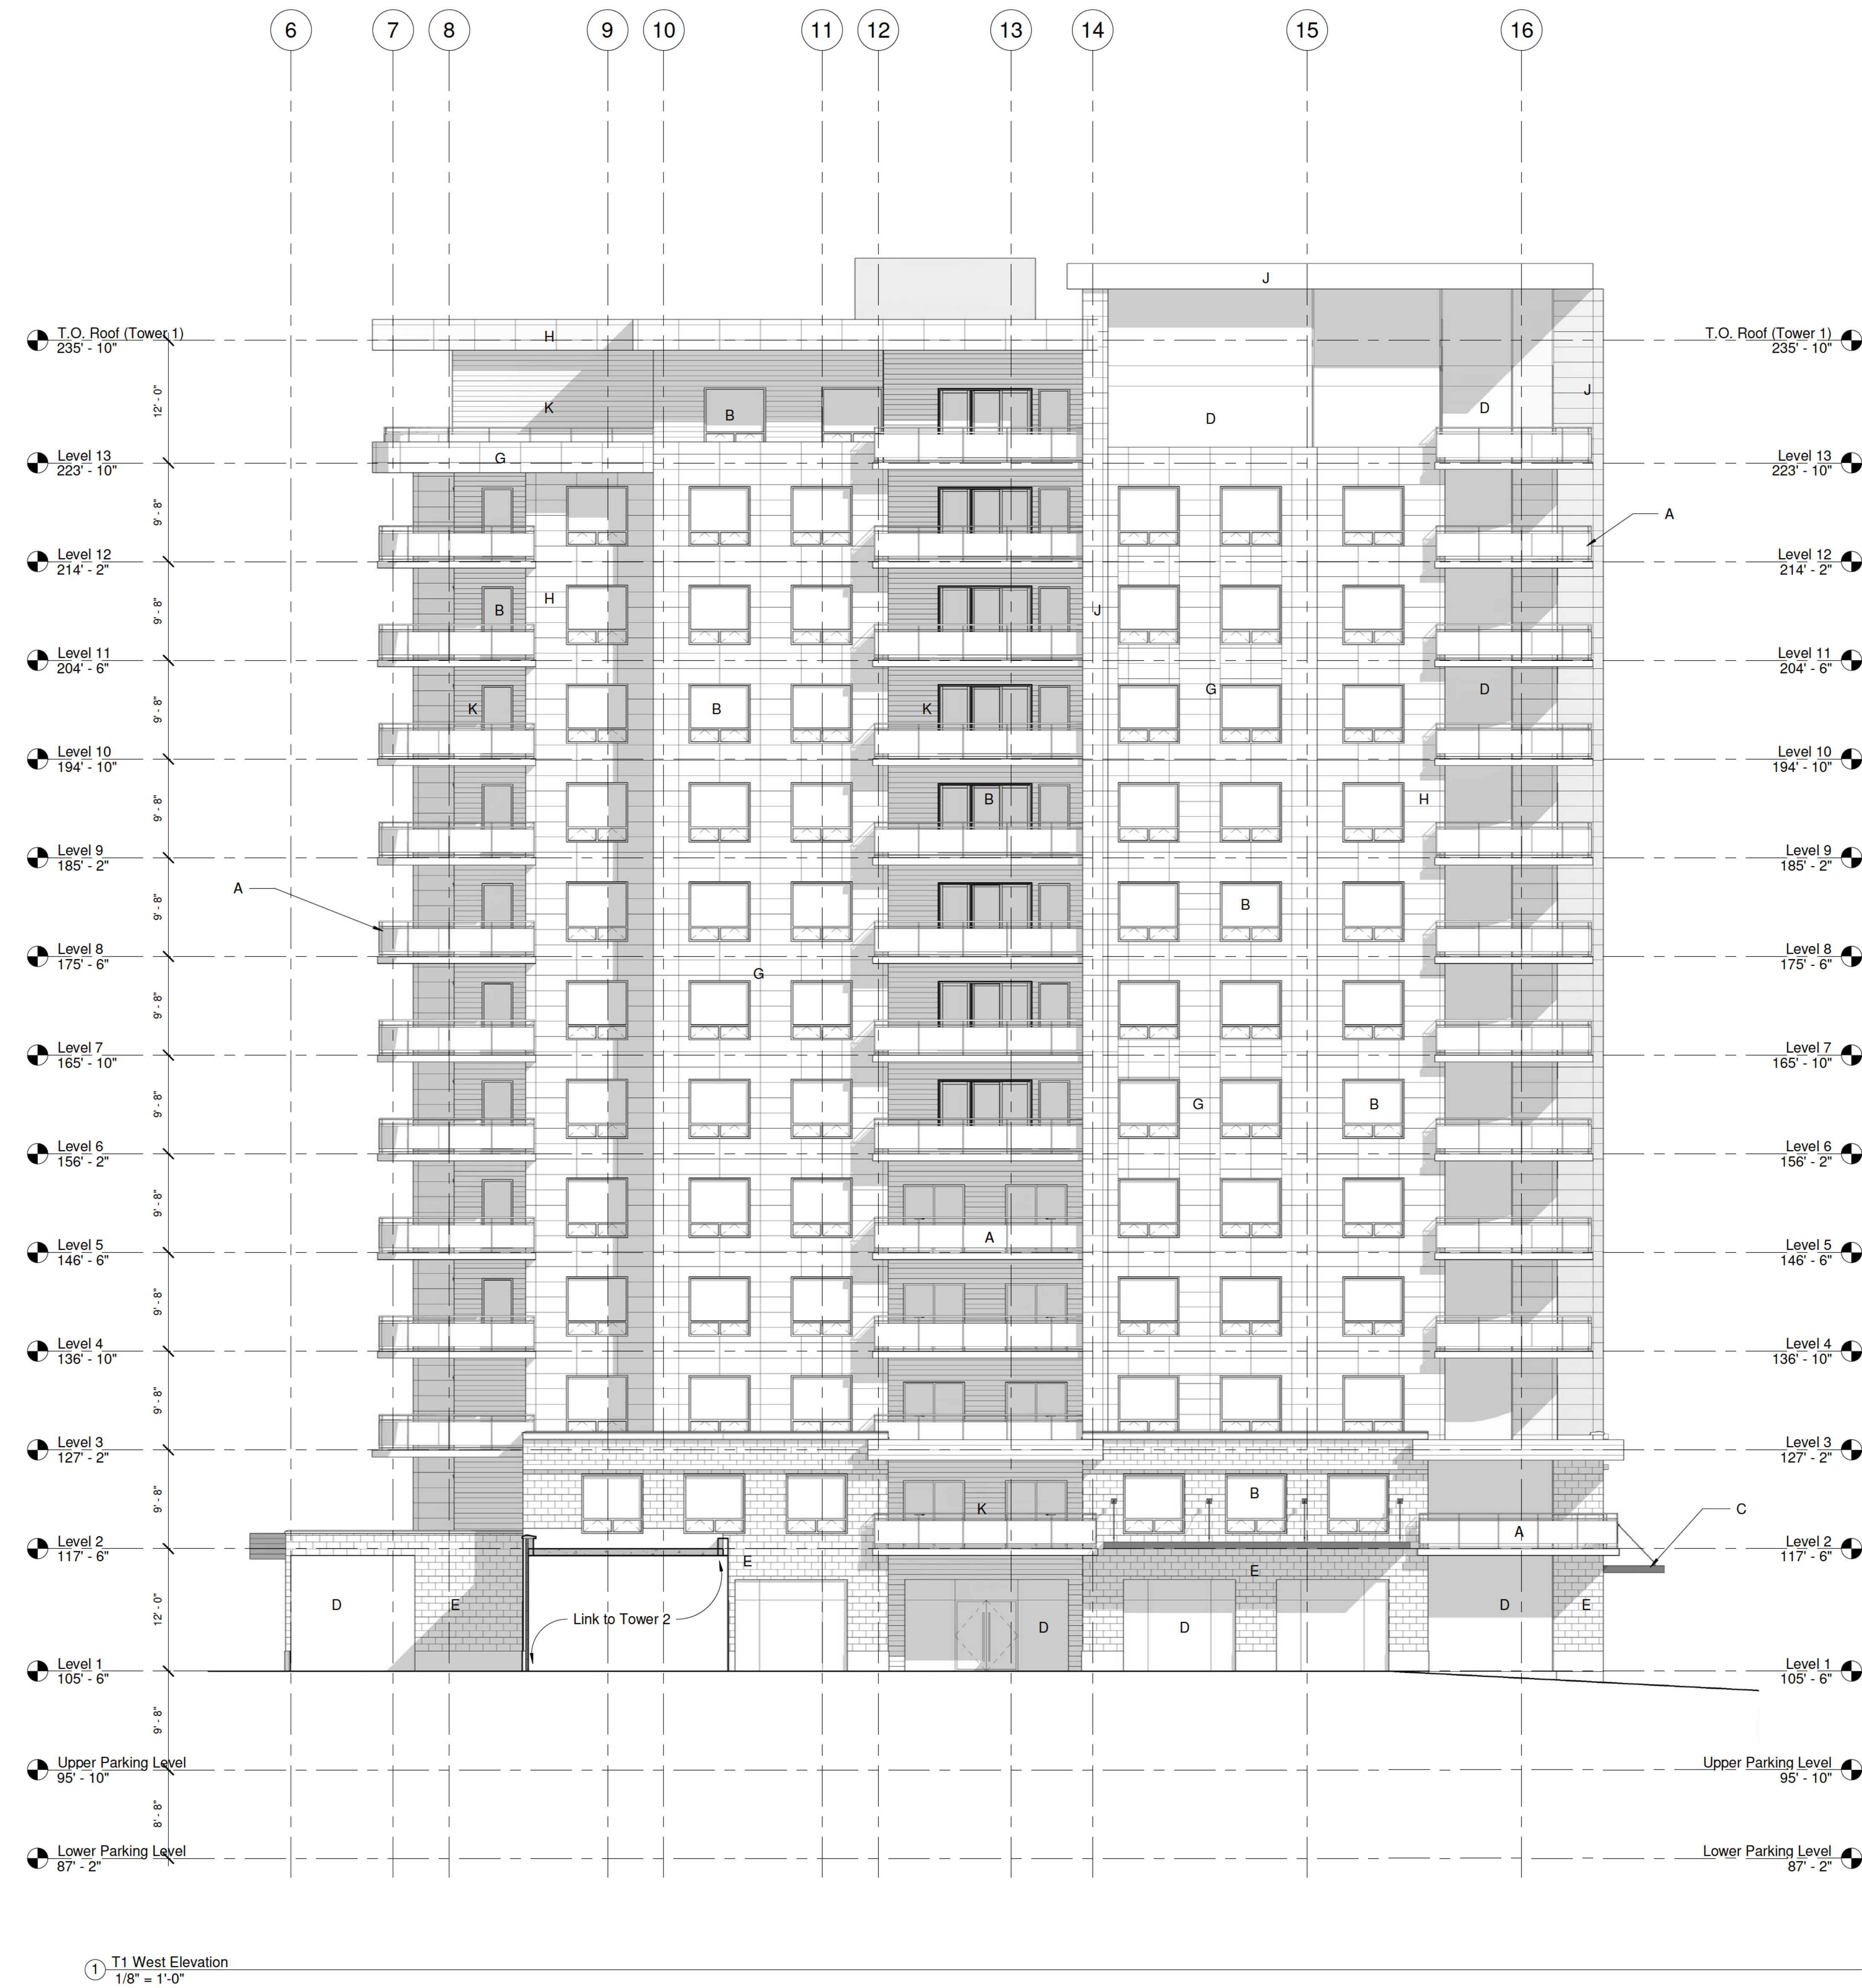 6 7 8 9 10 11 12 13 14 15 16
J
T.O. Roof (Tower 1) T.O. Roof (Tower 1)
235' - 10" H 235' - 10"
12' - 0" K B D D J
Level 13 G Level 13
223' - 10" 223' - 10"
9' - 8" A
Level 12 Level 12
214' - 2" 214' - 2"
9' - 8" B H J
Level 11 Level 11
204' - 6" 204' - 6"
9' - 8" K B K G D
Level 10 Level 10
194' - 10" 194' - 10"
9' - 8" B H
Level 9 Level 9
185' - 2" 185' - 2"
A 9' - 8" B
Level 8 Level 8
175' - 6" 175' - 6"
9' - 8" G
Level 7 Level 7
165' - 10" 165' - 10"
9' - 8" G B
Level 6 Level 6
156' - 2" 156' - 2"
9' - 8" A
Level 5 Level 5
146' - 6" 146' - 6"
9' - 8"
Level 4 Level 4
136' - 10" 136' - 10"
9' - 8"
Level 3 Level 3
127' - 2" 127' - 2"
9' - 8" K B C
A
Level 2 Level 2
117' - 6" 117' - 6"
E E
12' - 0" D E D E
Link to Tower 2 D D
Level 1 Level 1
105' - 6" 105' - 6"
9' - 8"
Upper Parking Level Upper Parking Level
95' - 10" 95' - 10"
8' - 8"
Lower Parking Level Lower Parking Level
87' - 2" 87' - 2"
1 T1 West Elevation
1/8" = 1'-0"